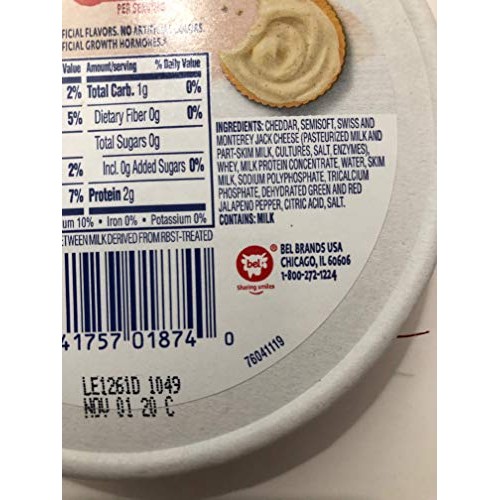 PER SERVING
FICIAL FLAVORS. NO ARTIFICIAL COLORS.
FICIAL GROWTH HORMONES.
Value Amount/serving % Daily Value
2% Total Carb. 1g 0%
5% Dietary Fiber 0g 0%
Total Sugars 0g
2% Incl. 0g Added Sugars 0%
7% Protein 2g
um 10% • Iron 0% • Potassium 0%
ETWEEN MILK DERIVED FROM RBST-TREATED
INGREDIENTS: CHEDDAR, SEMISOFT, SWISS AND
MONTEREY JACK CHEESE (PASTEURIZED MILK AND
PART-SKIM MILK, CULTURES, SALT, ENZYMES),
WHEY, MILK PROTEIN CONCENTRATE, WATER, SKIM
MILK, SODIUM POLYPHOSPHATE, TRICALCIUM
PHOSPHATE, DEHYDRATED GREEN AND RED
JALAPENO PEPPER, CITRIC ACID, SALT.
CONTAINS: MILK
bel ®
Sharing smiles
BEL BRANDS USA
CHICAGO, IL 60606
1-800-272-1224
41757 01874 0
76041119
LE1261D 1049
NOV 01 20 C